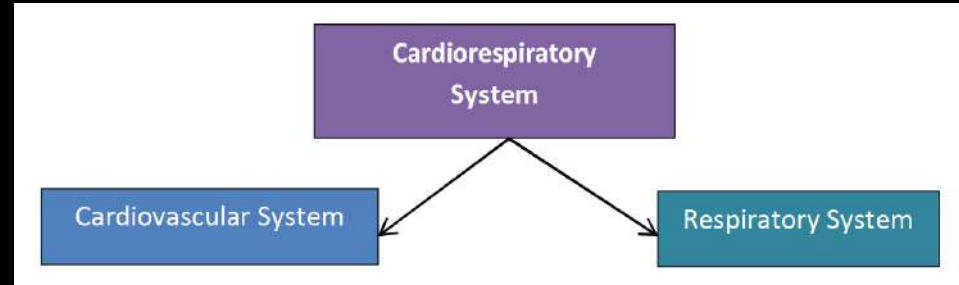 Cardiorespiratory
System
Cardiovascular System
Respiratory System